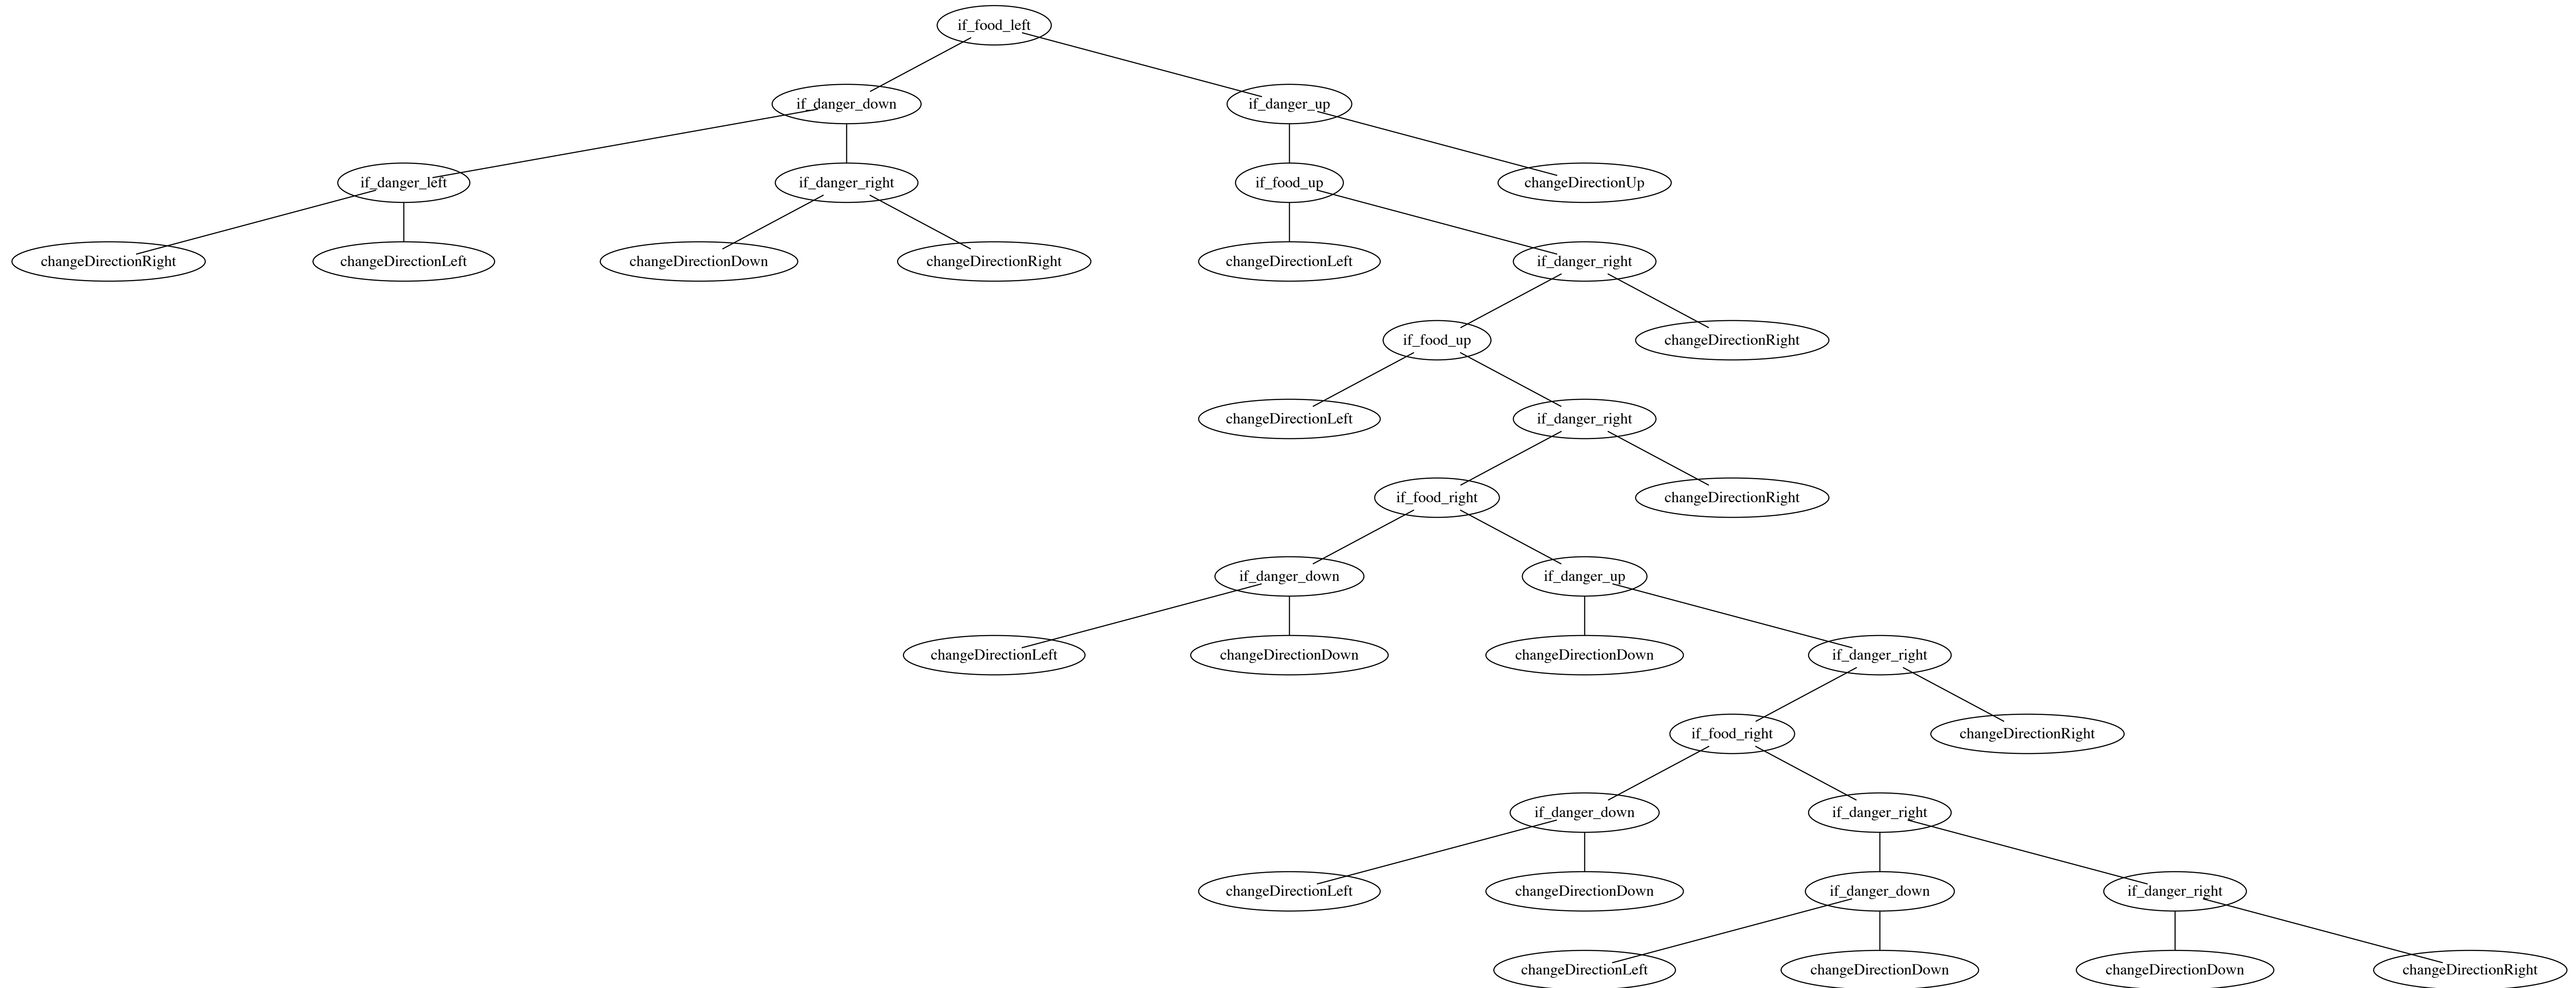 if_food_left
if_danger_down
if_danger_up
if_danger_left
if_danger_right
if_food_up
changeDirectionUp
changeDirectionRight
changeDirectionLeft
changeDirectionDown
changeDirectionRight
changeDirectionLeft
if_danger_right
if_food_up
changeDirectionRight
changeDirectionLeft
if_danger_right
if_food_right
changeDirectionRight
if_danger_down
if_danger_up
changeDirectionLeft
changeDirectionDown
changeDirectionDown
if_danger_right
if_food_right
changeDirectionRight
if_danger_down
if_danger_right
changeDirectionLeft
changeDirectionDown
if_danger_down
if_danger_right
changeDirectionLeft
changeDirectionDown
changeDirectionDown
changeDirectionRight